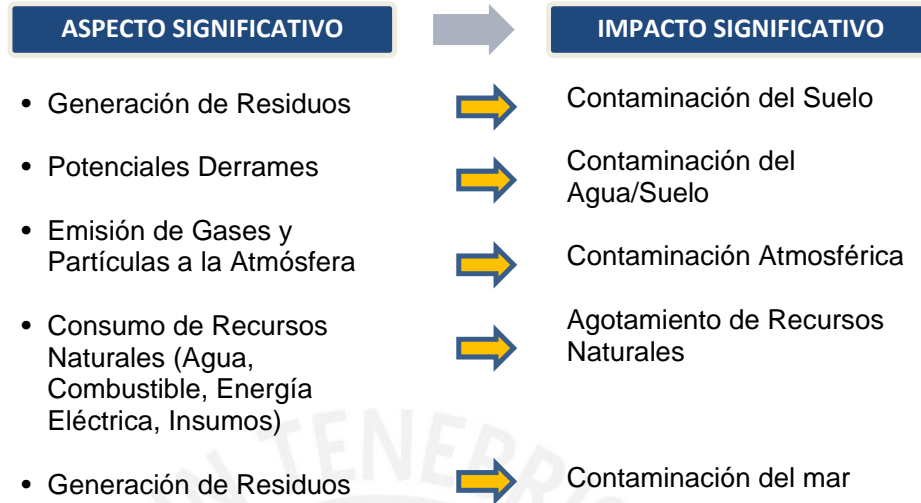 ASPECTO SIGNIFICATIVO
IMPACTO SIGNIFICATIVO
• Generación de Residuos
Contaminación del Suelo
• Potenciales Derrames
Contaminación del
Agua/Suelo
• Emisión de Gases y
Partículas a la Atmósfera
Contaminación Atmosférica
• Consumo de Recursos
Naturales (Agua,
Combustible, Energía
Eléctrica, Insumos)
Agotamiento de Recursos
Naturales
• Generación de Residuos
Contaminación del mar